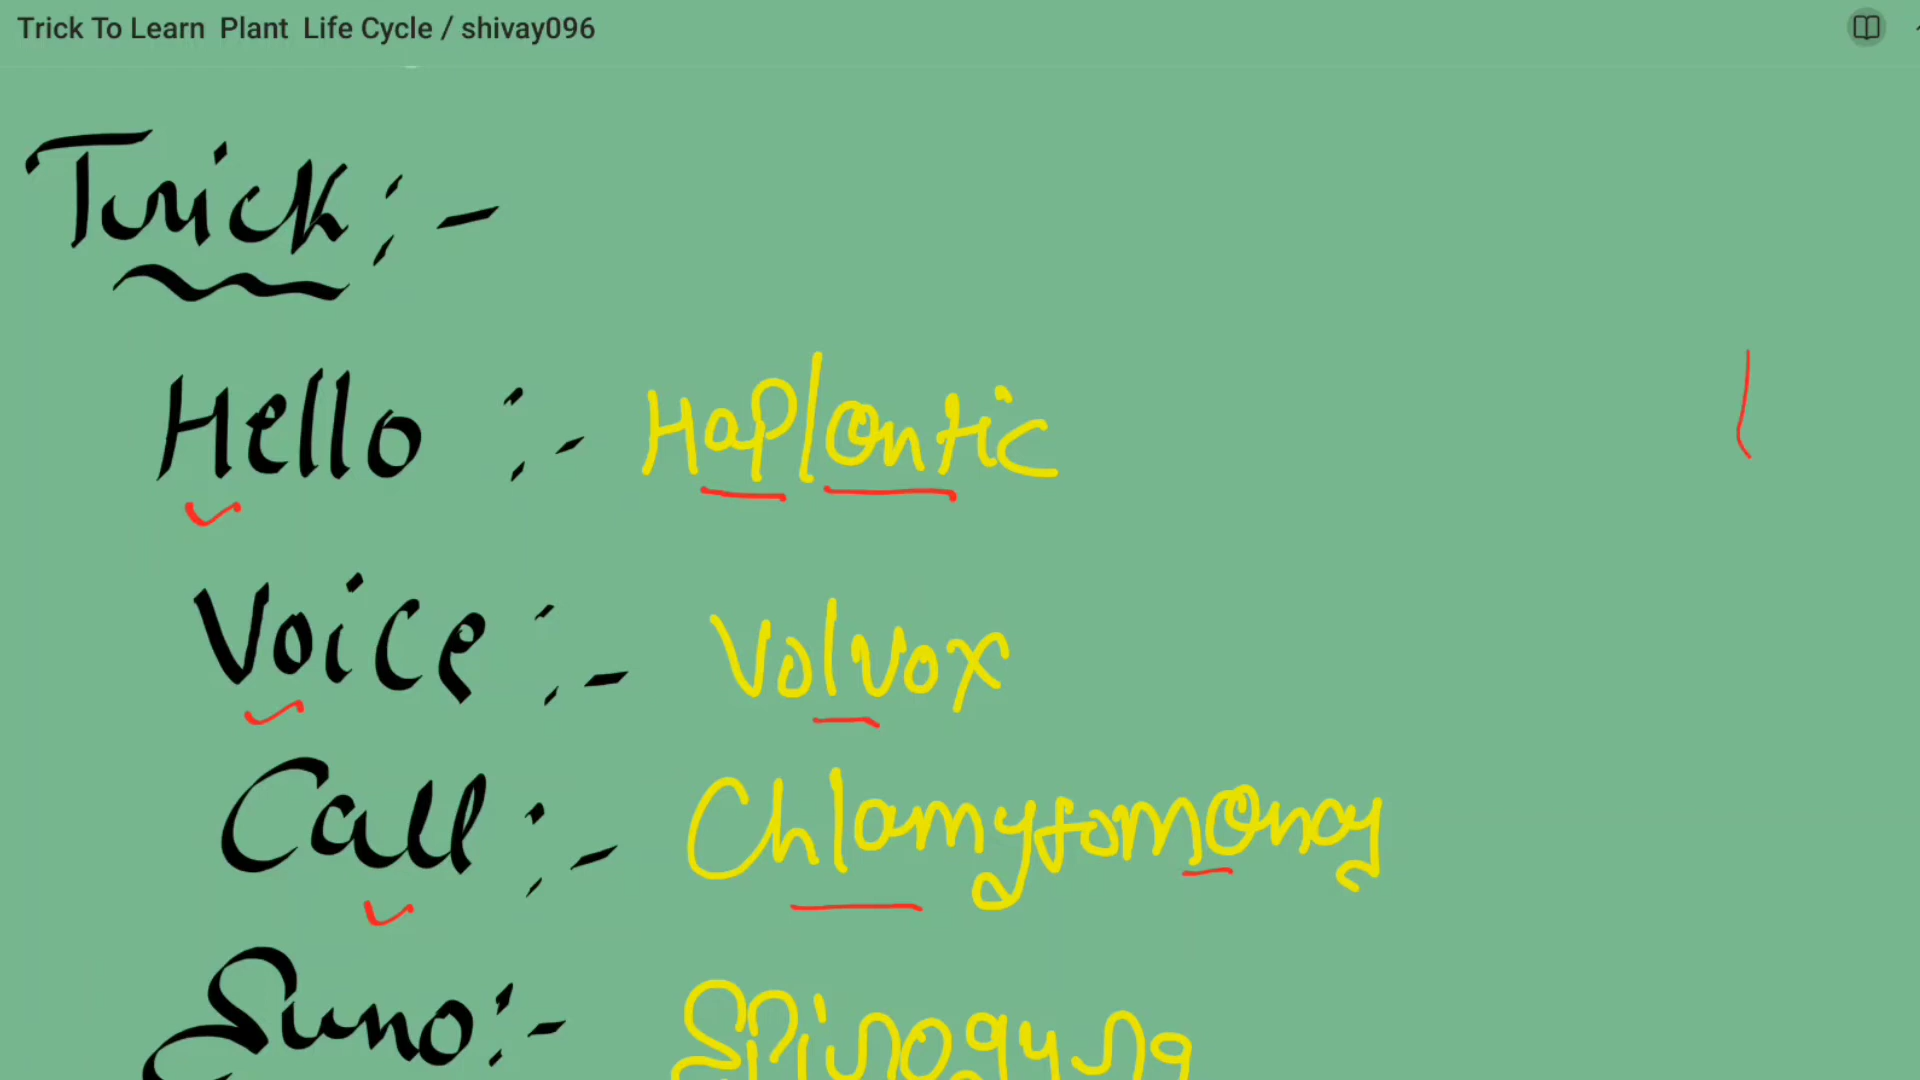 Trick To Learn Plant Life Cycle / shivay096
Trick :-
Hello :- Haplontic
Voice :- Volvox
Call :- Chlamydomonas
Suno :- Spirogyra